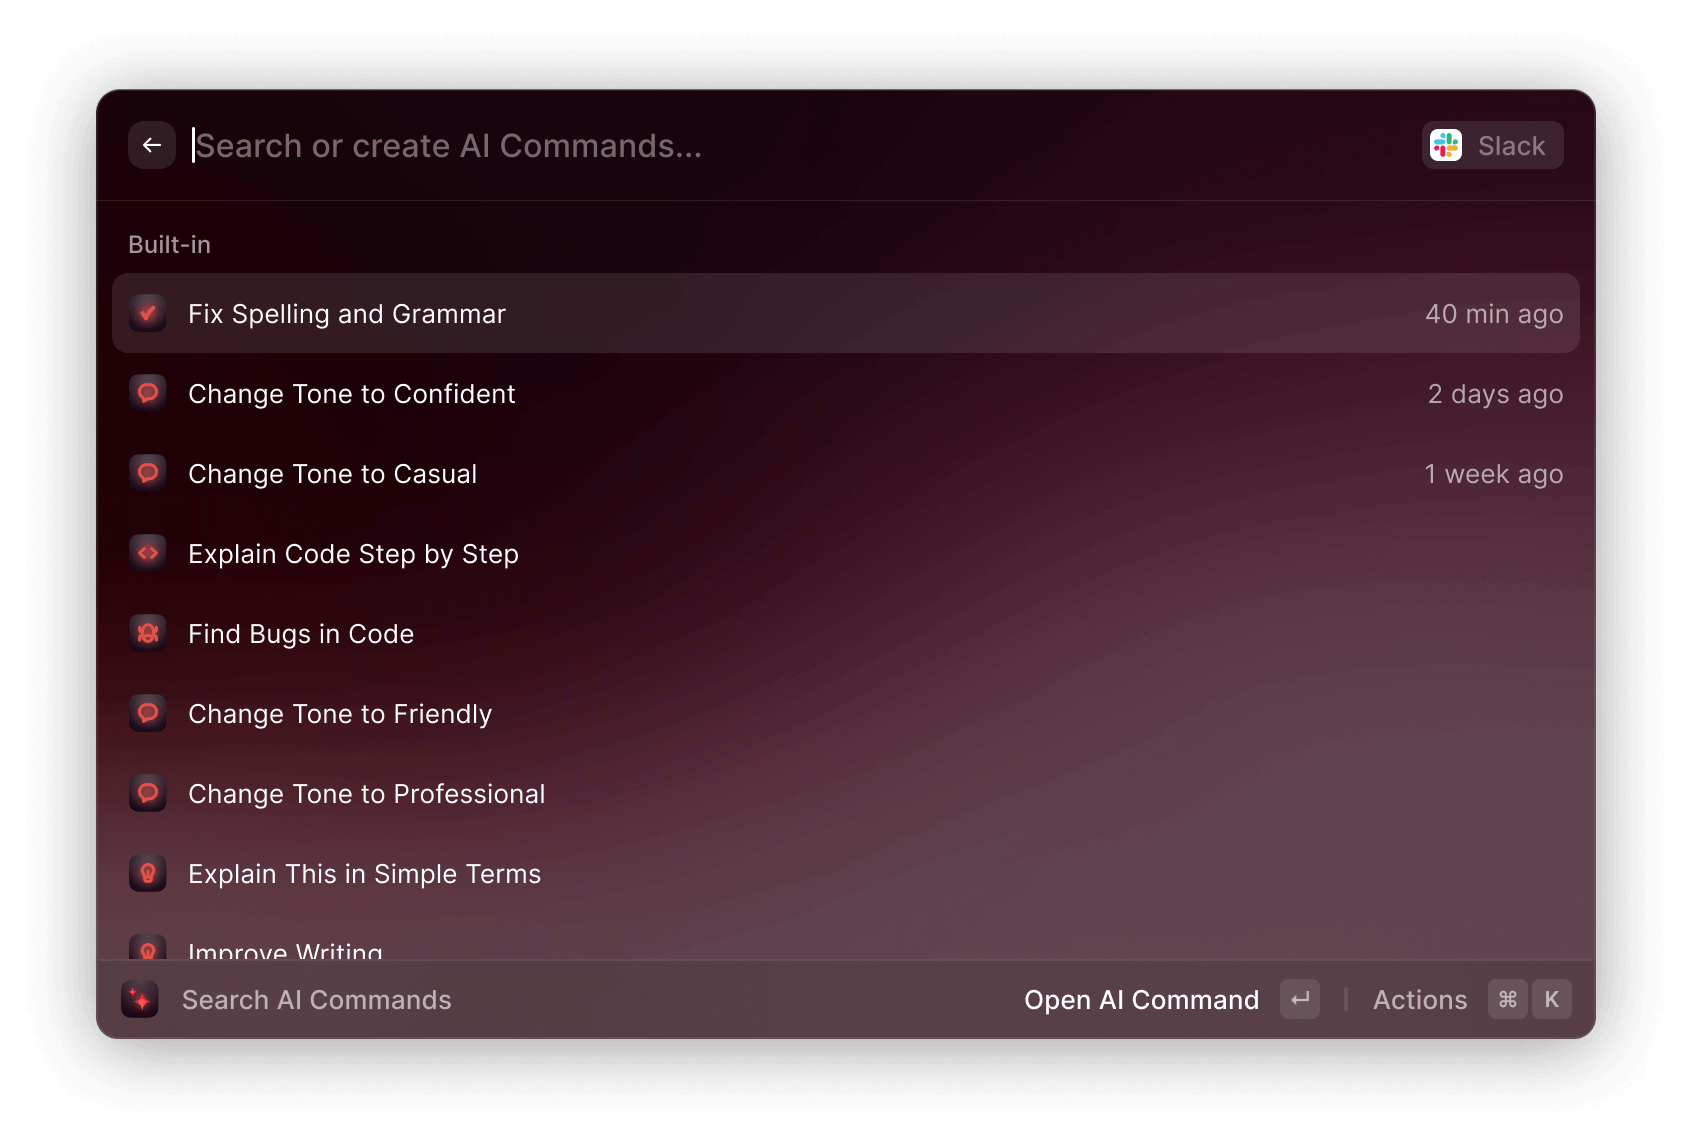 Search or create AI Commands...
Slack
Built-in
Fix Spelling and Grammar 40 min ago
Change Tone to Confident 2 days ago
Change Tone to Casual 1 week ago
Explain Code Step by Step
Find Bugs in Code
Change Tone to Friendly
Change Tone to Professional
Explain This in Simple Terms
Improve Writing
Search AI Commands
Open AI Command ↵ | Actions ⌘ K